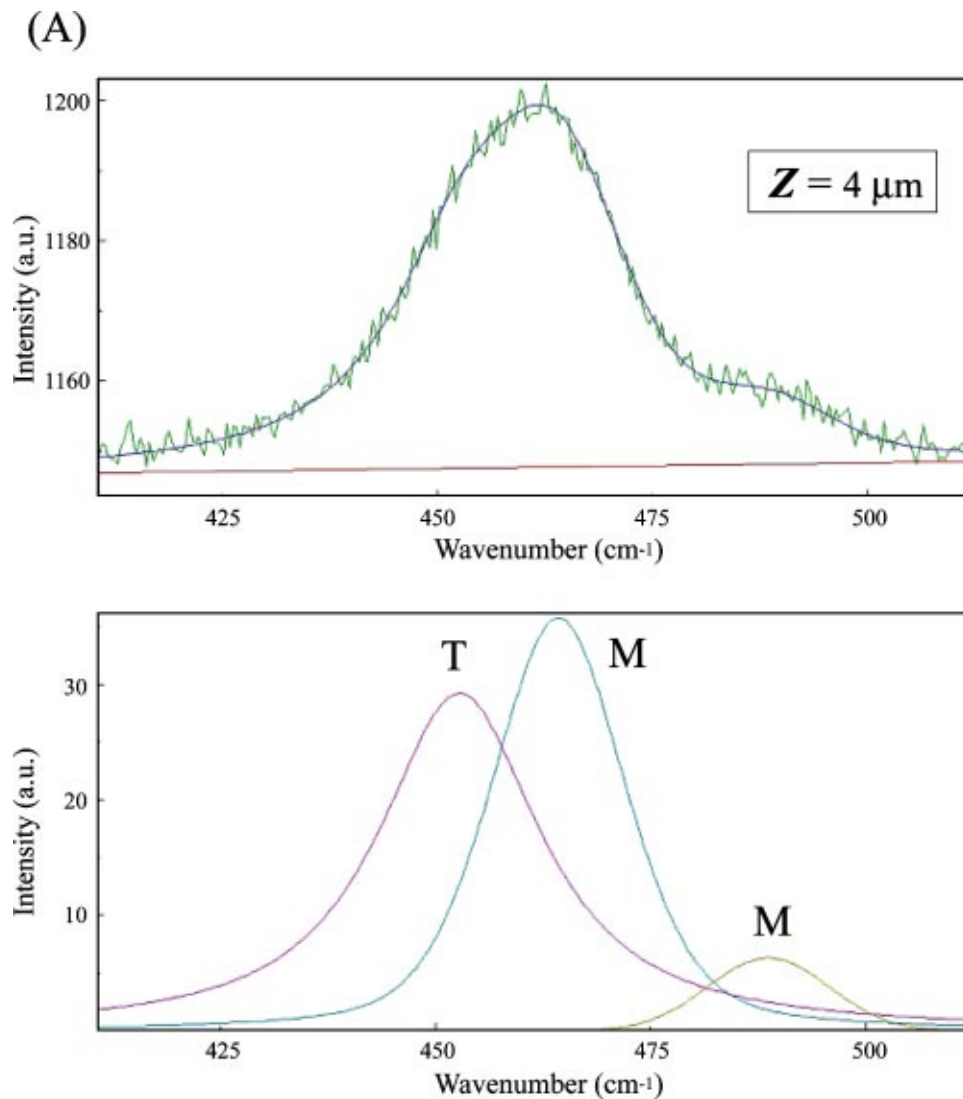 (A)
1200
1180
1160
Intensity (a.u.)
Z = 4 μm
425 450 475 500
Wavenumber (cm-1)
T M
M
30
20
10
Intensity (a.u.)
425 450 475 500
Wavenumber (cm-1)